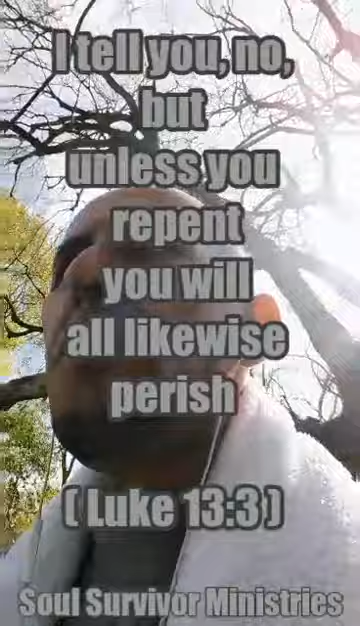 I tell you, no,
but
unless you
repent
you will
all likewise
perish
( Luke 13:3 )
Soul Survivor Ministries